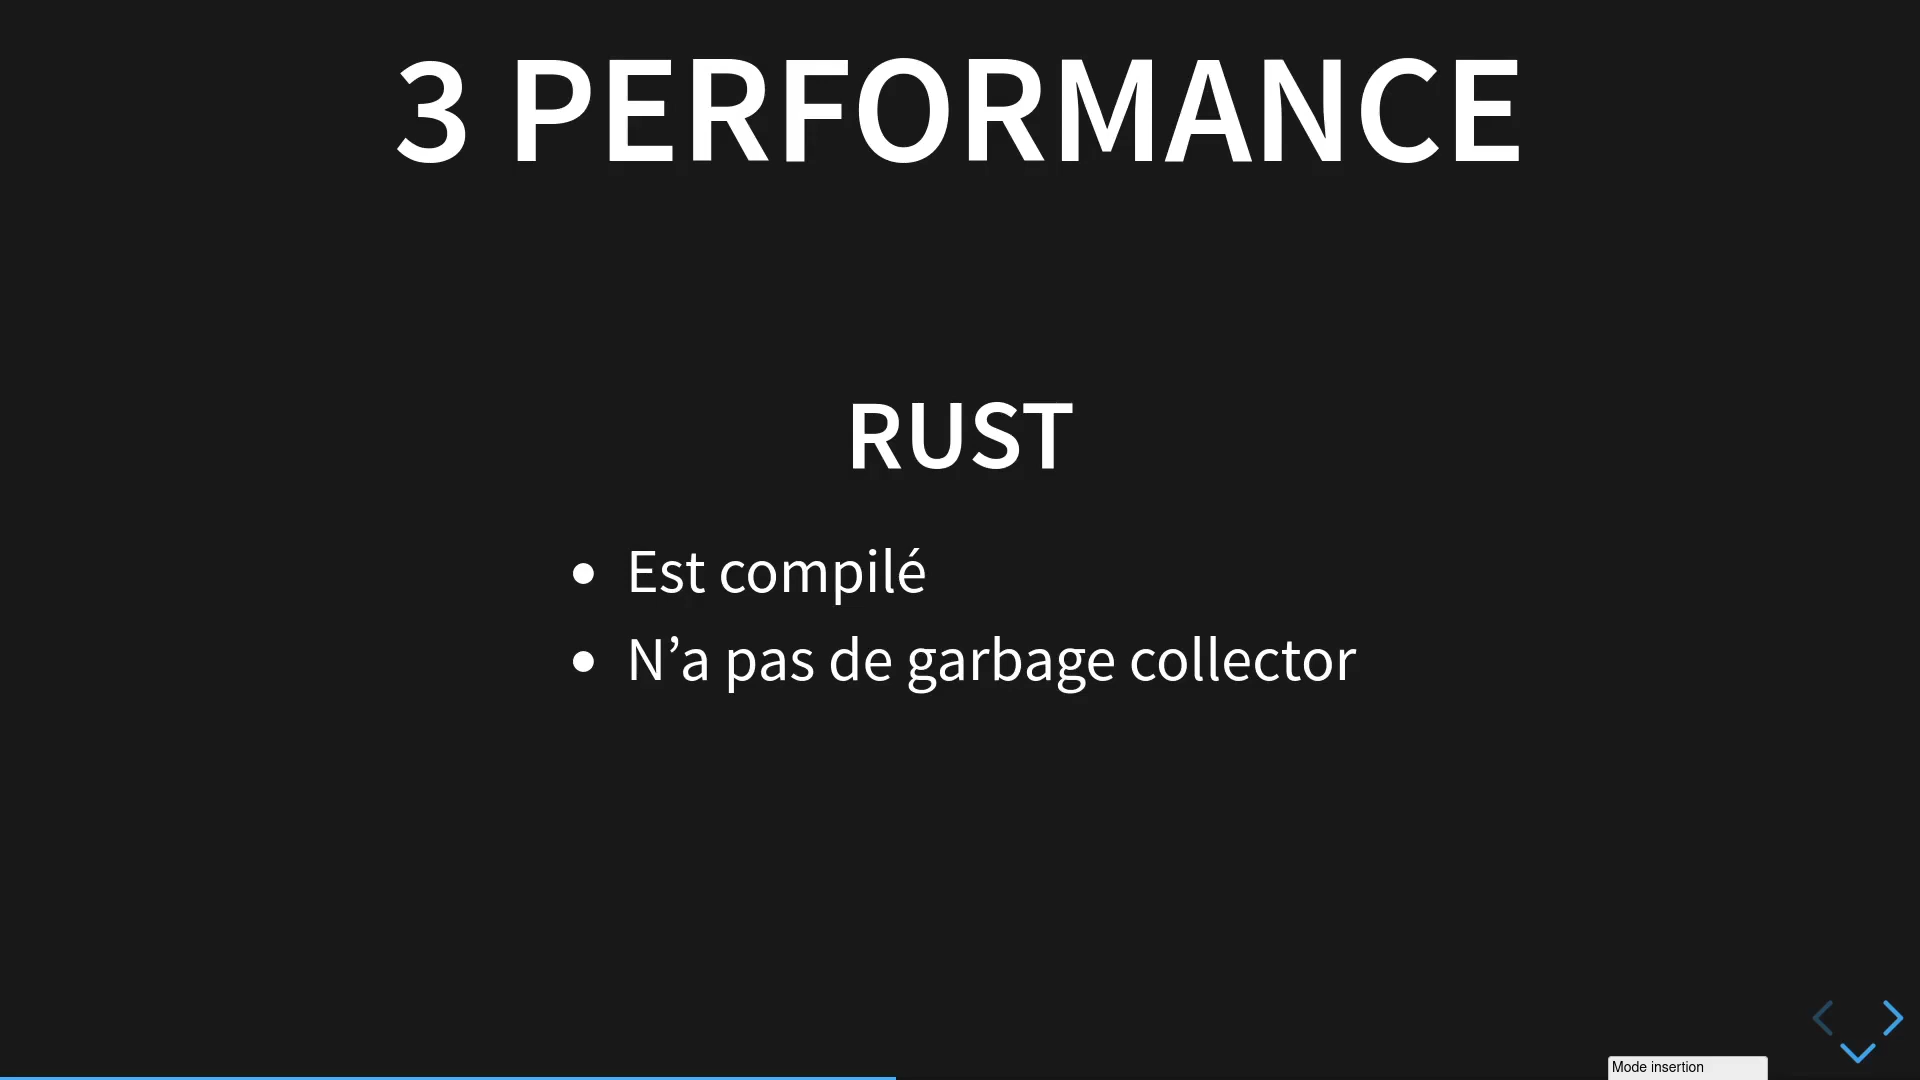 3 PERFORMANCE
RUST
• Est compilé
• N’a pas de garbage collector
Mode insertion